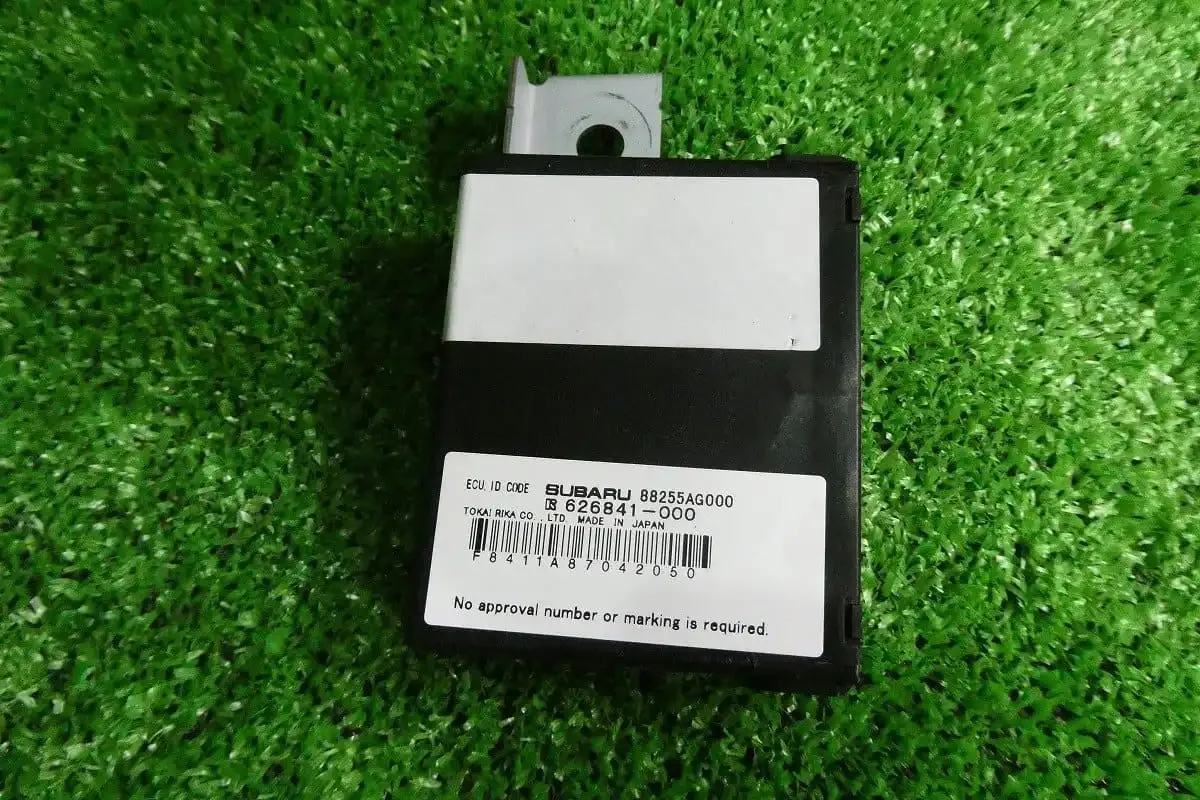 ECU. ID CODE SUBARU 88255AG000
626841-000
TOKAI RIKA CO., LTD. MADE IN JAPAN
F8411A87042050
No approval number or marking is required.